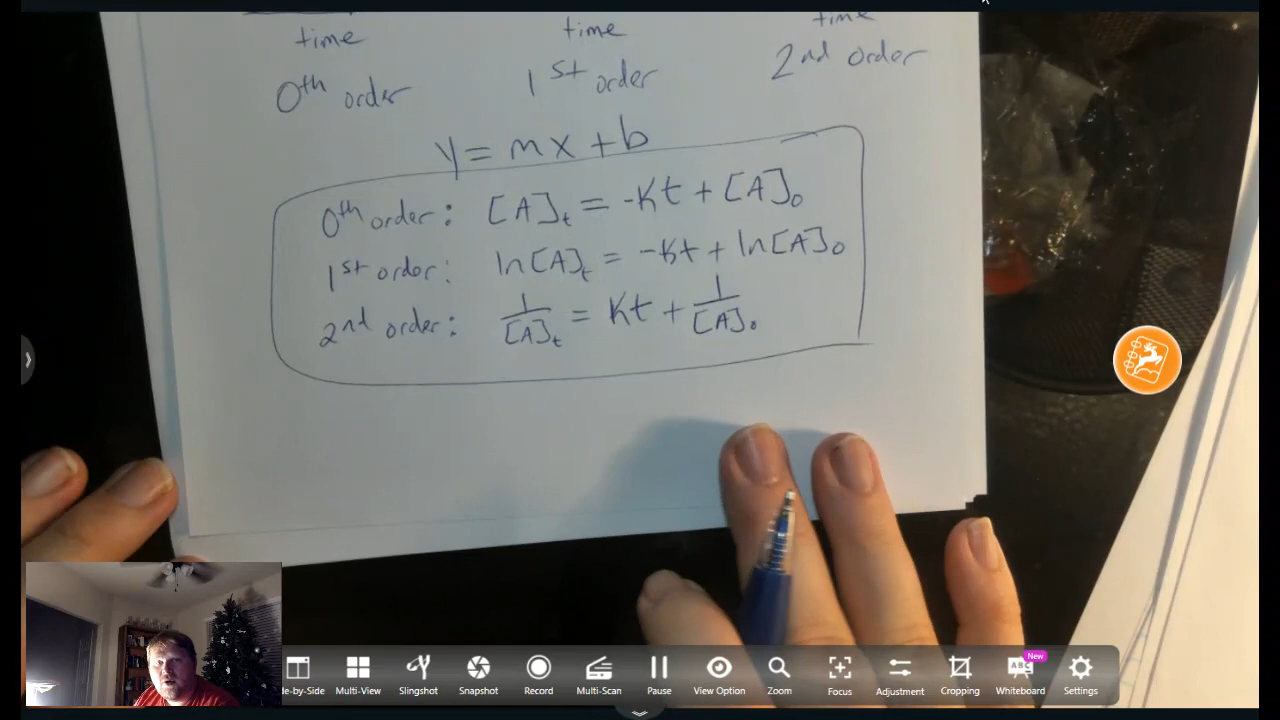 time time time
0th order 1st order 2nd order
y = mx + b
0th order: [A]t = -Kt + [A]0
1st order: ln[A]t = -Kt + ln[A]0
2nd order: 1/[A]t = Kt + 1/[A]0
New
ABC
de-by-Side Multi-View Slingshot Snapshot Record Multi-Scan Pause View Option Zoom Focus Adjustment Cropping Whiteboard Settings